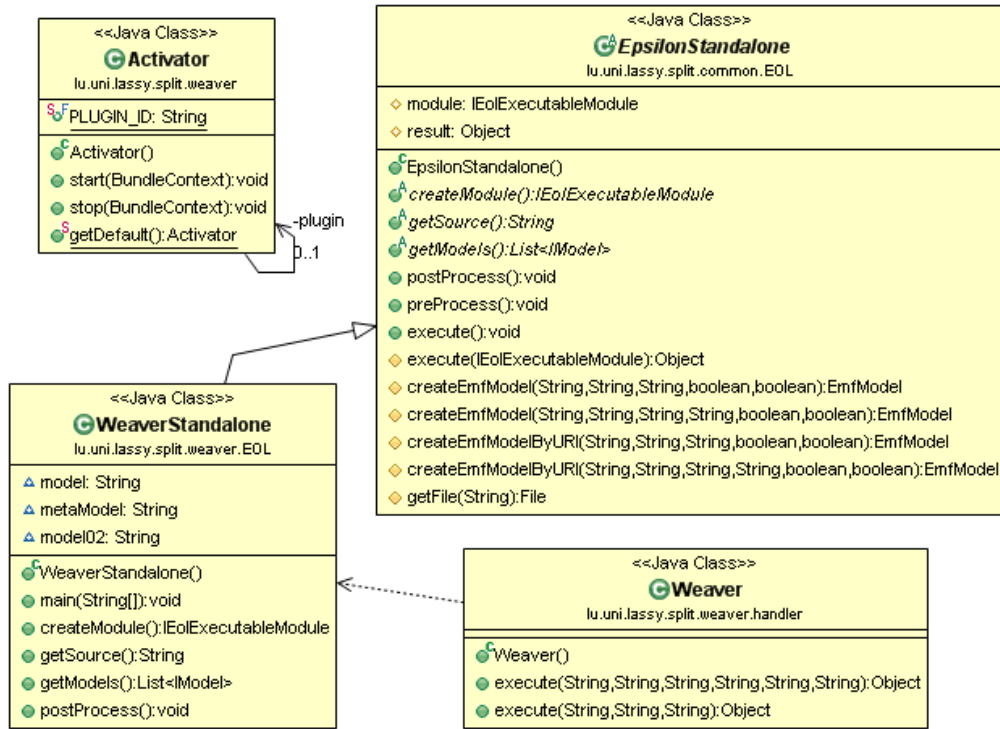 <<Java Class>>
Activator
lu.uni.lassy.split.weaver
PLUGIN_ID: String
Activator()
start(BundleContext):void
stop(BundleContext):void
getDefault():Activator
-plugin
0..1
<<Java Class>>
EpsilonStandalone
lu.uni.lassy.split.common.EOL
module: IEolExecutableModule
result: Object
EpsilonStandalone()
createModule():IEolExecutableModule
getSource():String
getModels():List<IModel>
postProcess():void
preProcess():void
execute():void
execute(IEolExecutableModule):Object
createEmfModel(String,String,String,boolean,boolean):EmfModel
createEmfModel(String,String,String,String,boolean,boolean):EmfModel
createEmfModelByURI(String,String,String,boolean,boolean):EmfModel
createEmfModelByURI(String,String,String,String,boolean,boolean):EmfModel
getFile(String):File
<<Java Class>>
WeaverStandalone
lu.uni.lassy.split.weaver.EOL
model: String
metaModel: String
model02: String
WeaverStandalone()
main(String[]):void
createModule():IEolExecutableModule
getSource():String
getModels():List<IModel>
postProcess():void
<<Java Class>>
Weaver
lu.uni.lassy.split.weaver.handler
Weaver()
execute(String,String,String,String,String,String):Object
execute(String,String,String):Object